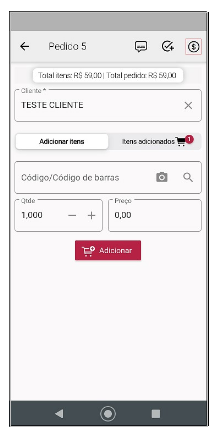 Pedico 5
Total itens: R$ 59,00 | Total pedido: R$ 59,00
Cliente *
TESTE CLIENTE
Adicionar itens
Itens adicionados
1
Código/Código de barras
Qtde
1,000
Preço
0,00
Adicionar